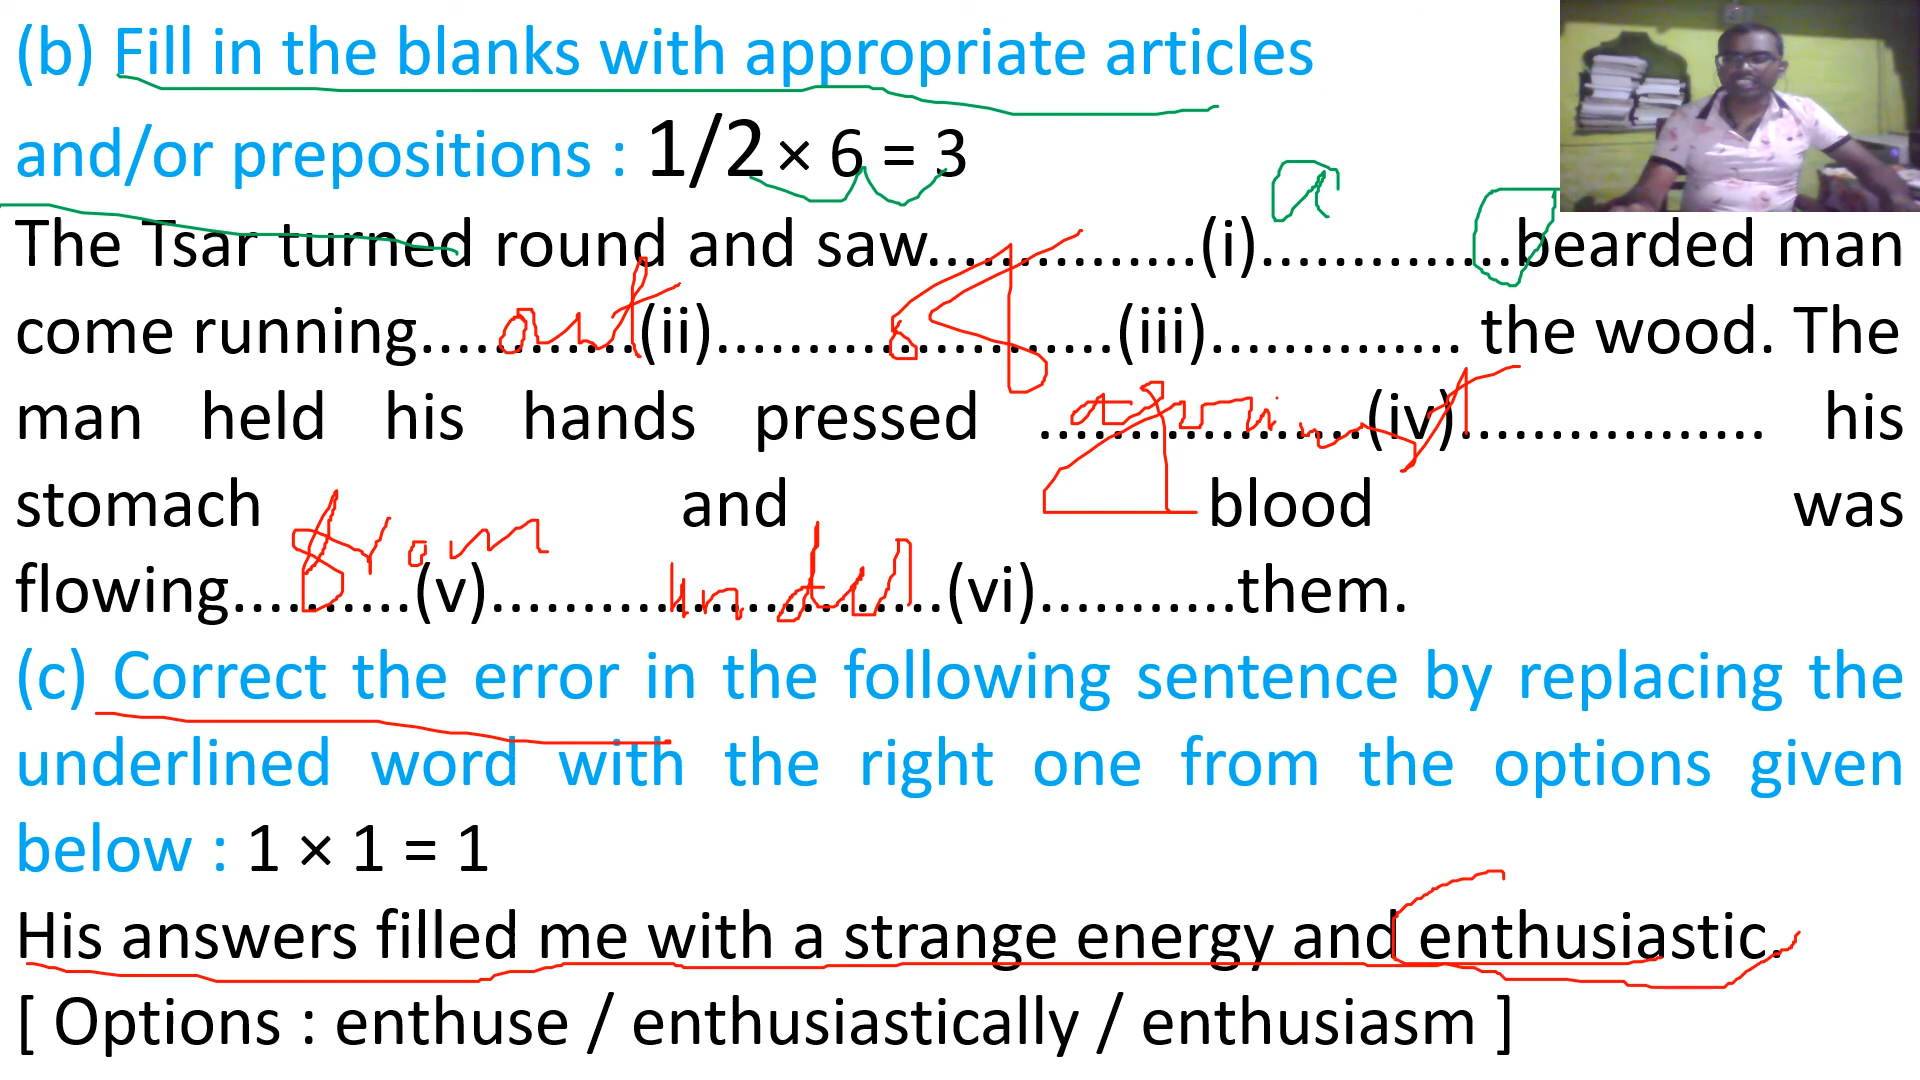 (b) Fill in the blanks with appropriate articles
and/or prepositions : 1/2 × 6 = 3
a
The Tsar turned round and saw...............(i)..............bearded man
come running............(ii)......................(iii).............. the wood. The
out of
man held his hands pressed ..................(iv)................. his
against
stomach and blood was
flowing..........(v).........................(vi)...........them.
from under
(c) Correct the error in the following sentence by replacing the
underlined word with the right one from the options given
below : 1 × 1 = 1
His answers filled me with a strange energy and enthusiastic.
[ Options : enthuse / enthusiastically / enthusiasm ]